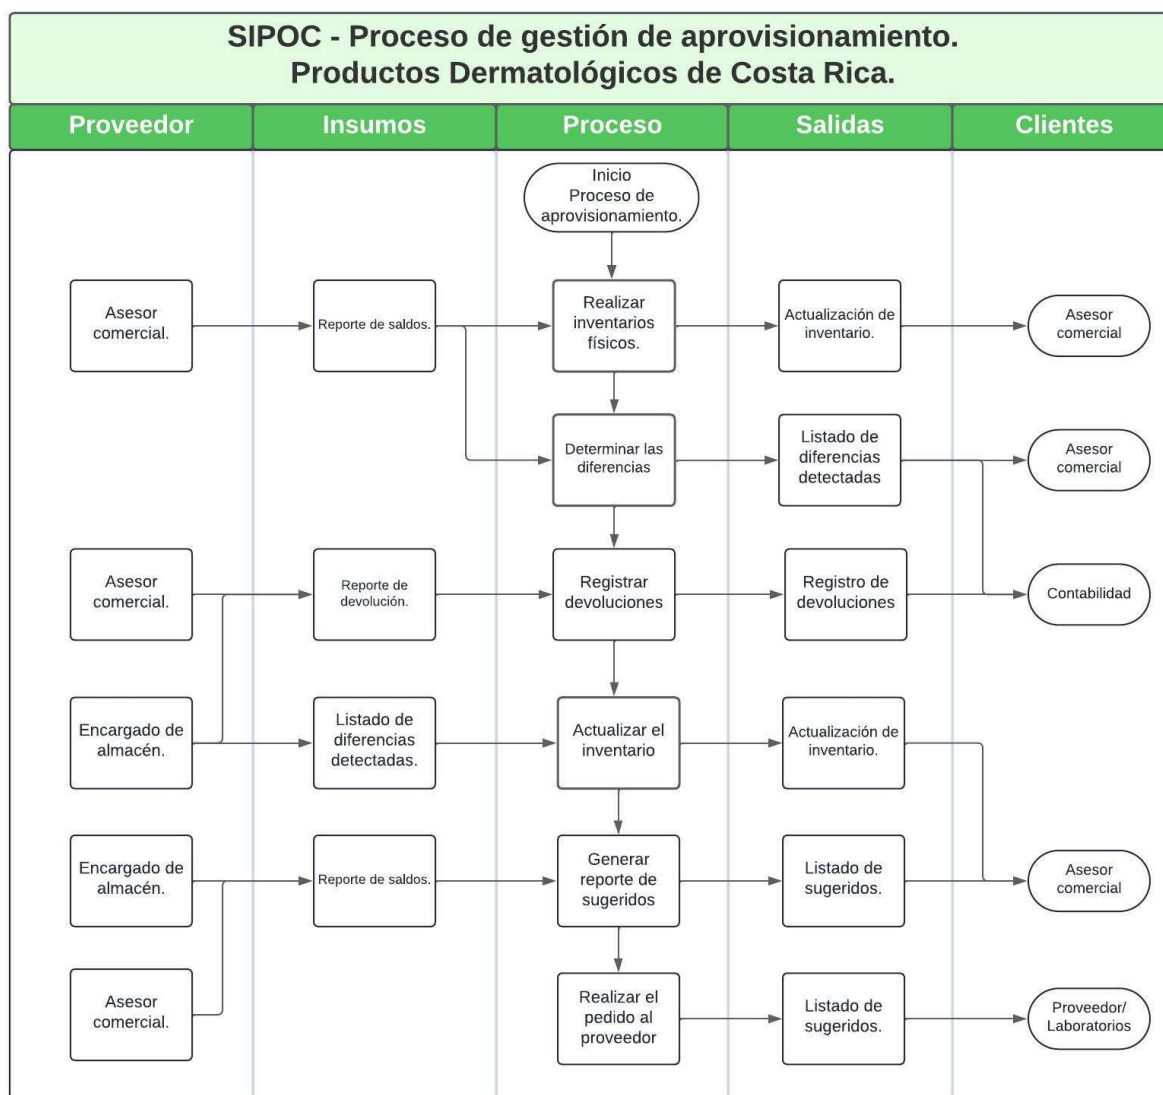 SIPOC - Proceso de gestión de aprovisionamiento.
Productos Dermatológicos de Costa Rica.
Proveedor
Insumos
Proceso
Salidas
Clientes
Inicio
Proceso de
aprovisionamiento.
Asesor
comercial.
Reporte de saldos.
Realizar
inventarios
físicos.
Actualización de
inventario.
Asesor
comercial
Determinar las
diferencias
Listado de
diferencias
detectadas
Asesor
comercial
Asesor
comercial.
Reporte de
devolución.
Registrar
devoluciones
Registro de
devoluciones
Contabilidad
Encargado de
almacén.
Listado de
diferencias
detectadas.
Actualizar el
inventario
Actualización de
inventario.
Encargado de
almacén.
Reporte de saldos.
Generar
reporte de
sugeridos
Listado de
sugeridos.
Asesor
comercial
Asesor
comercial.
Realizar el
pedido al
proveedor
Listado de
sugeridos.
Proveedor/
Laboratorios